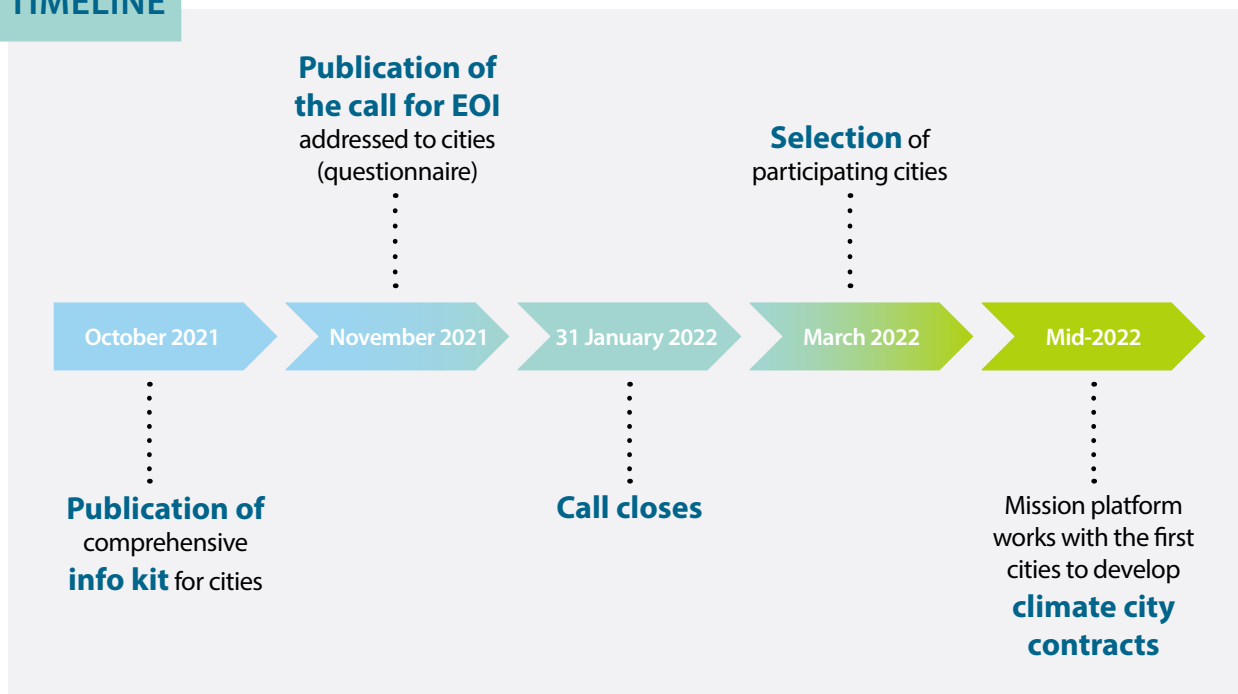 TIMELINE
Publication of
the call for EOI
addressed to cities
(questionnaire)
Selection of
participating cities
October 2021
November 2021
31 January 2022
March 2022
Mid-2022
Publication of
comprehensive
info kit for cities
Call closes
Mission platform
works with the first
cities to develop
climate city
contracts